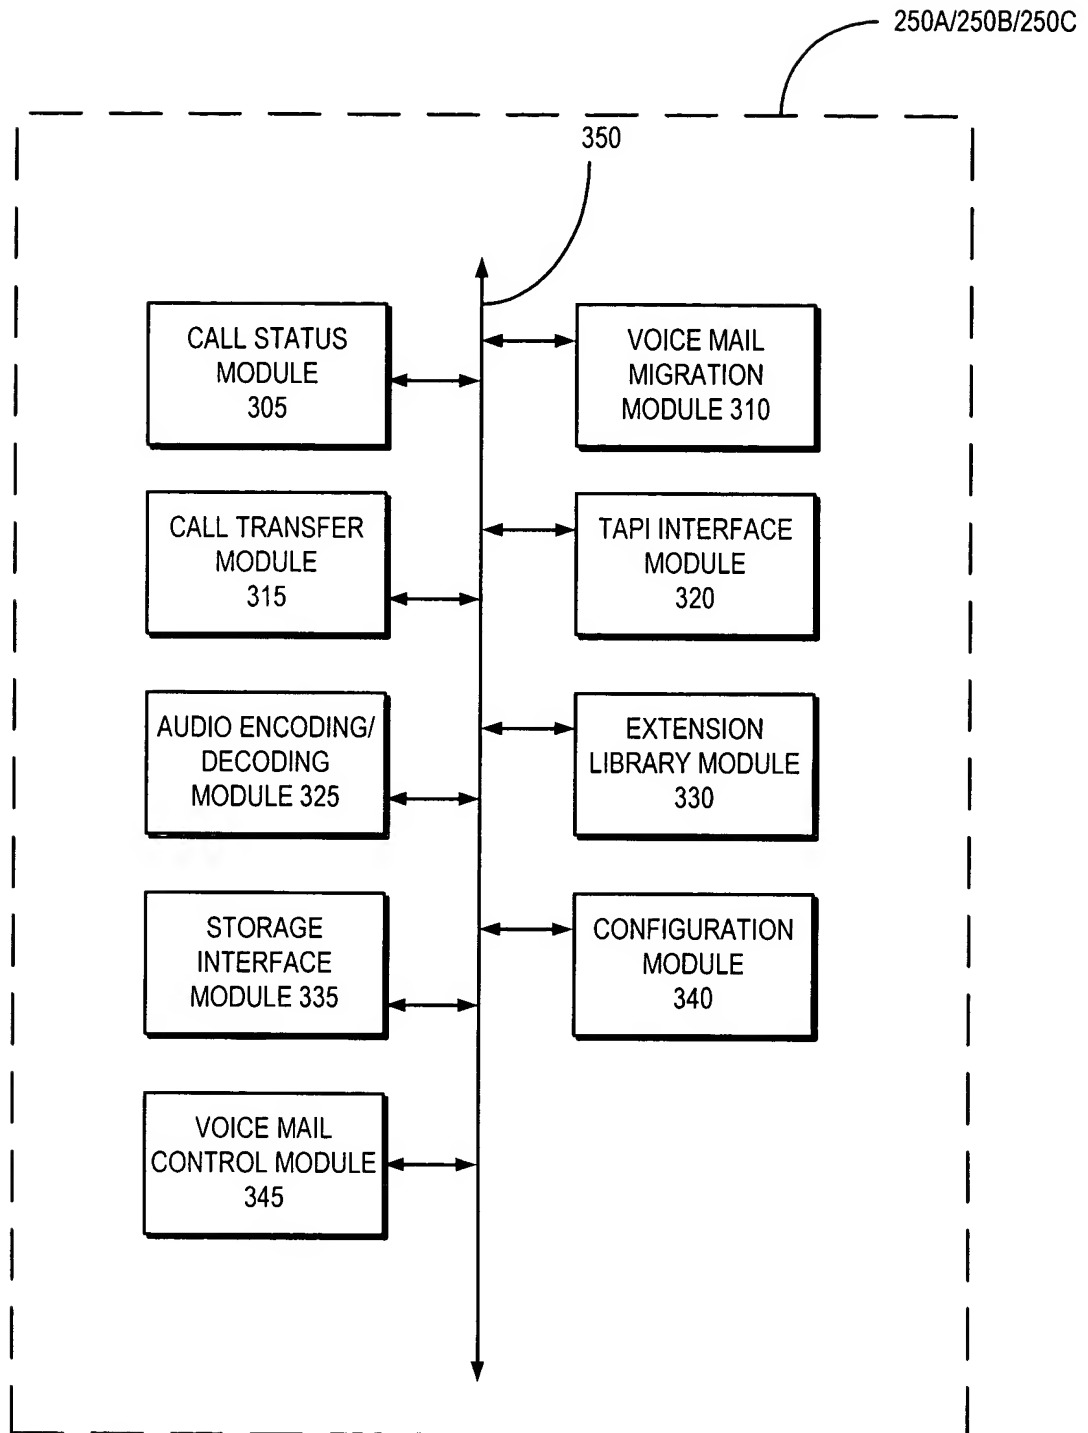 250A/250B/250C
350
CALL STATUS
MODULE
305
VOICE MAIL
MIGRATION
MODULE 310
CALL TRANSFER
MODULE
315
TAPI INTERFACE
MODULE
320
AUDIO ENCODING/
DECODING
MODULE 325
EXTENSION
LIBRARY MODULE
330
STORAGE
INTERFACE
MODULE 335
CONFIGURATION
MODULE
340
VOICE MAIL
CONTROL MODULE
345